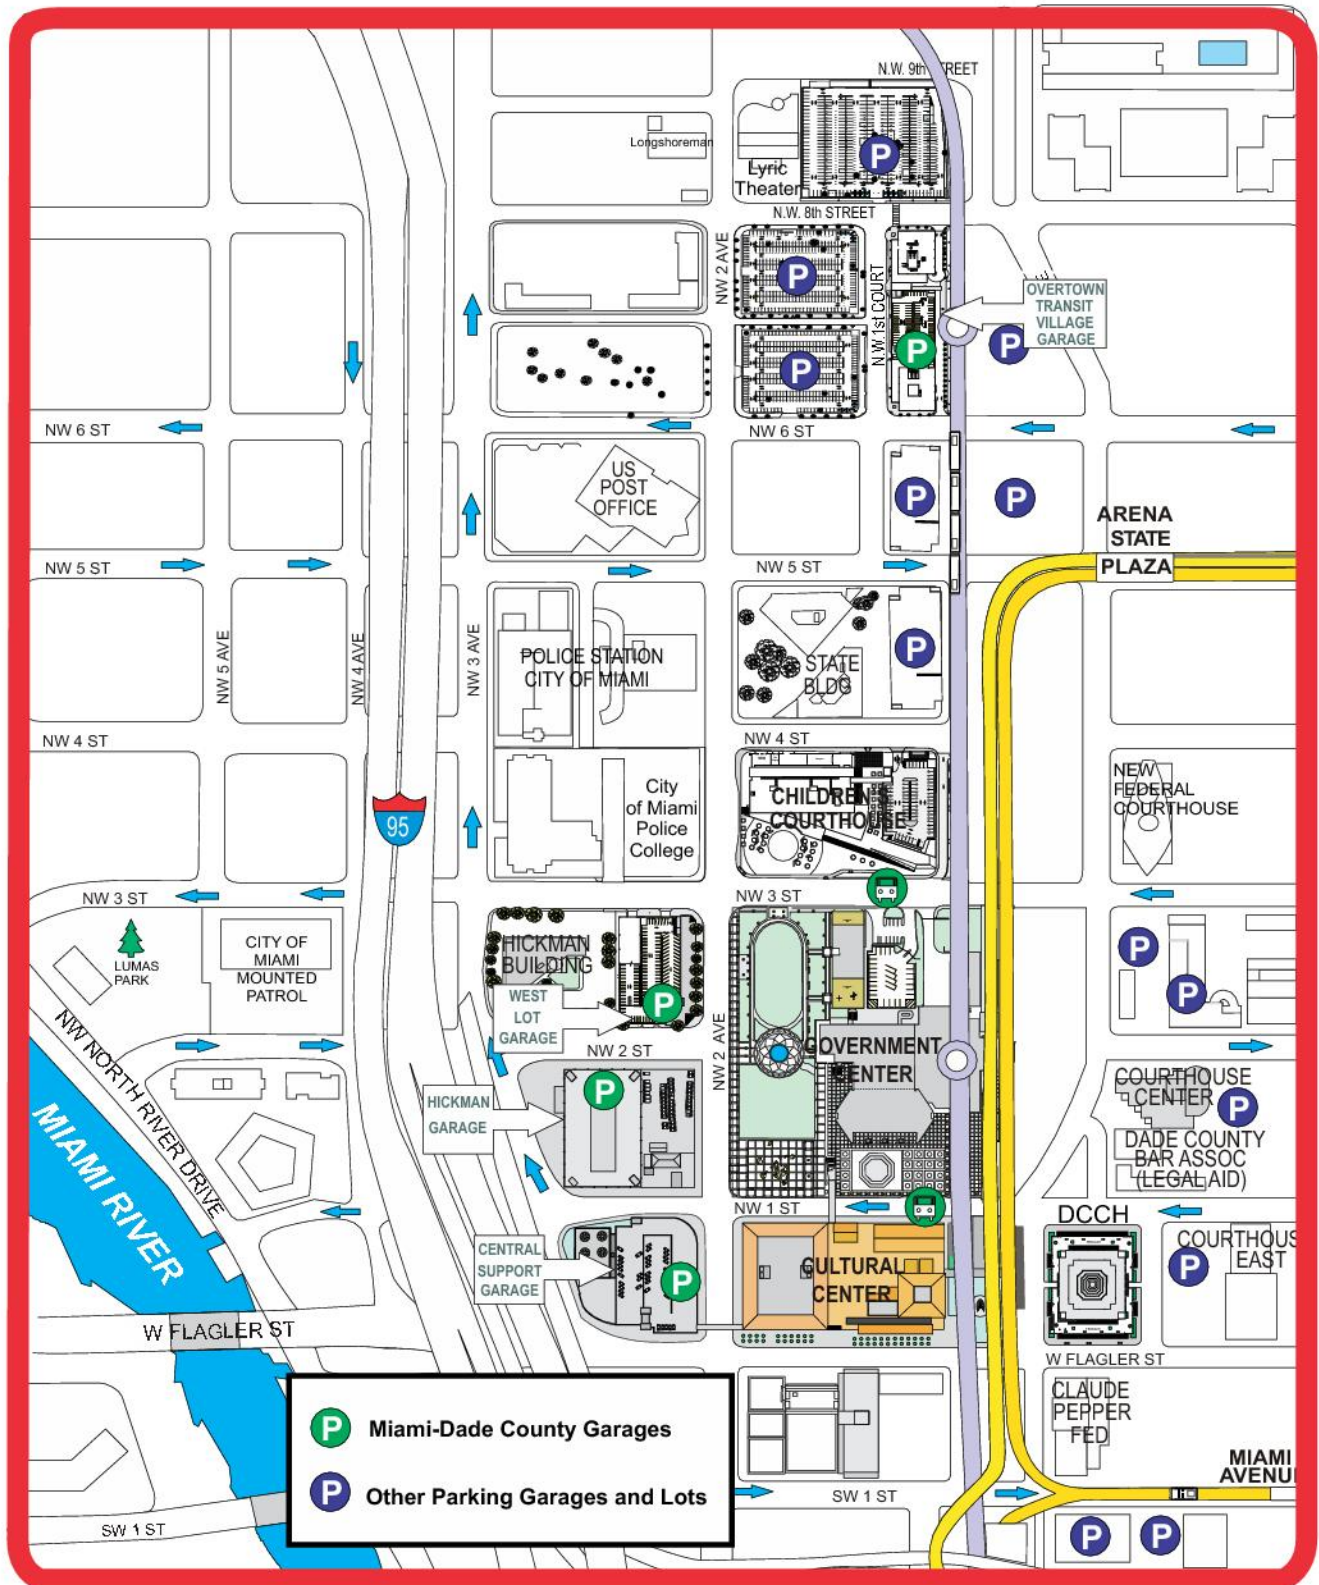 N.W. 9th STREET
Longshoreman
Lyric
Theater
P
N.W. 8th STREET
NW 2 AVE
P
N.W. 1st COURT
OVERTOWN
TRANSIT
VILLAGE
GARAGE
P
P
P
NW 6 ST
NW 6 ST
US
POST
OFFICE
P
P
ARENA
STATE
PLAZA
NW 5 ST
NW 5 ST
NW 5 AVE
NW 4 AVE
NW 3 AVE
POLICE STATION
CITY OF MIAMI
STATE
BLDG
P
NW 4 ST
NW 4 ST
95
City
of Miami
Police
College
CHILDREN'S
COURTHOUSE
NEW
FEDERAL
COURTHOUSE
NW 3 ST
NW 3 ST
LUMAS
PARK
CITY OF
MIAMI
MOUNTED
PATROL
HICKMAN
BUILDING
WEST
LOT
GARAGE
P
P
P
NW NORTH RIVER DRIVE
NW 2 ST
NW 2 AVE
GOVERNMENT
CENTER
HICKMAN
GARAGE
P
COURTHOUSE
CENTER
P
DADE COUNTY
BAR ASSOC
(LEGAL AID)
MIAMI RIVER
NW 1 ST
DCCH
CENTRAL
SUPPORT
GARAGE
P
CULTURAL
CENTER
COURTHOUS
EAST
P
W FLAGLER ST
W FLAGLER ST
CLAUDE
PEPPER
FED
MIAMI
AVENU
P Miami-Dade County Garages
P Other Parking Garages and Lots
SW 1 ST
SW 1 ST
P
P